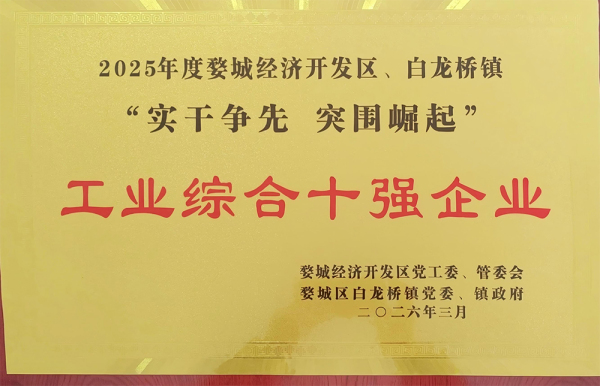 2025年度婺城经济开发区、白龙桥镇
“实干争先 突围崛起”
工业综合十强企业
婺城经济开发区党工委、管委会
婺城区白龙桥镇党委、镇政府
二〇二六年三月